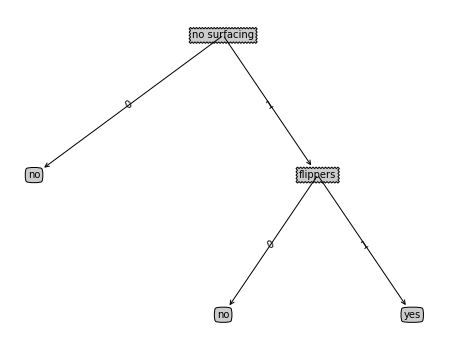 no surfacing
0
1
no
flippers
0
1
no
yes